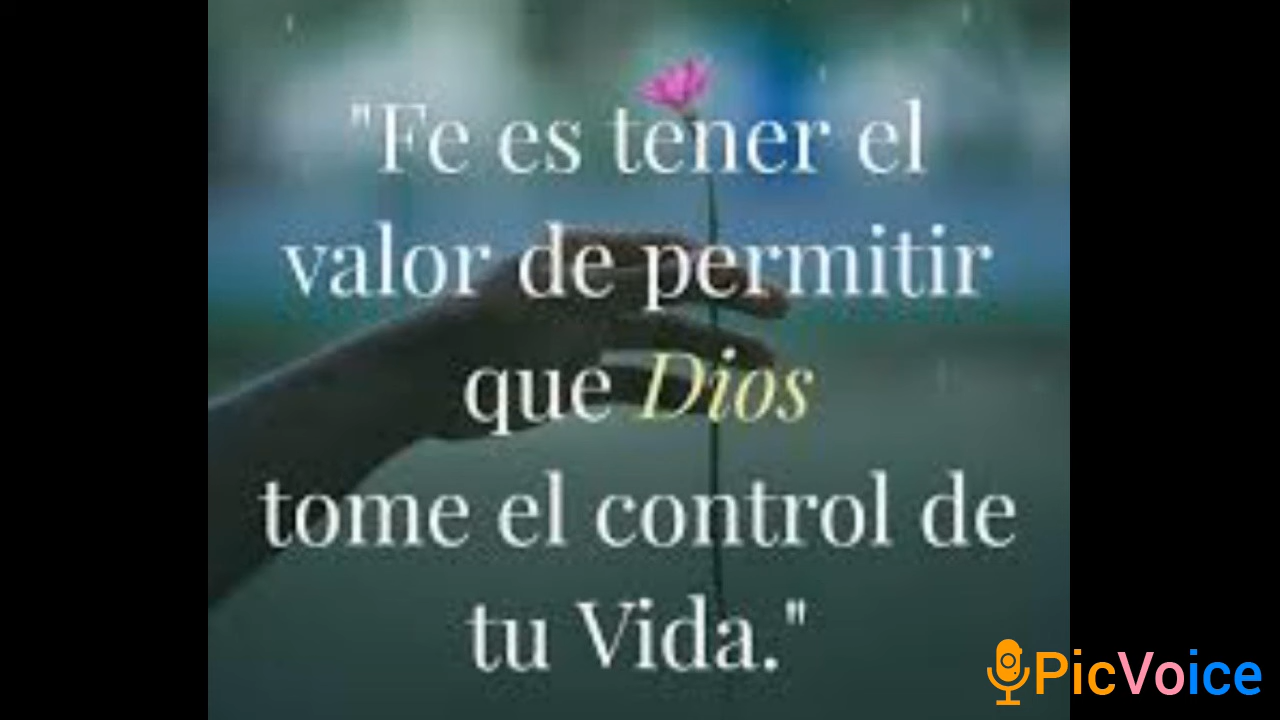 "Fe es tener el
valor de permitir
que Dios
tome el control de
tu Vida."
PicVoice